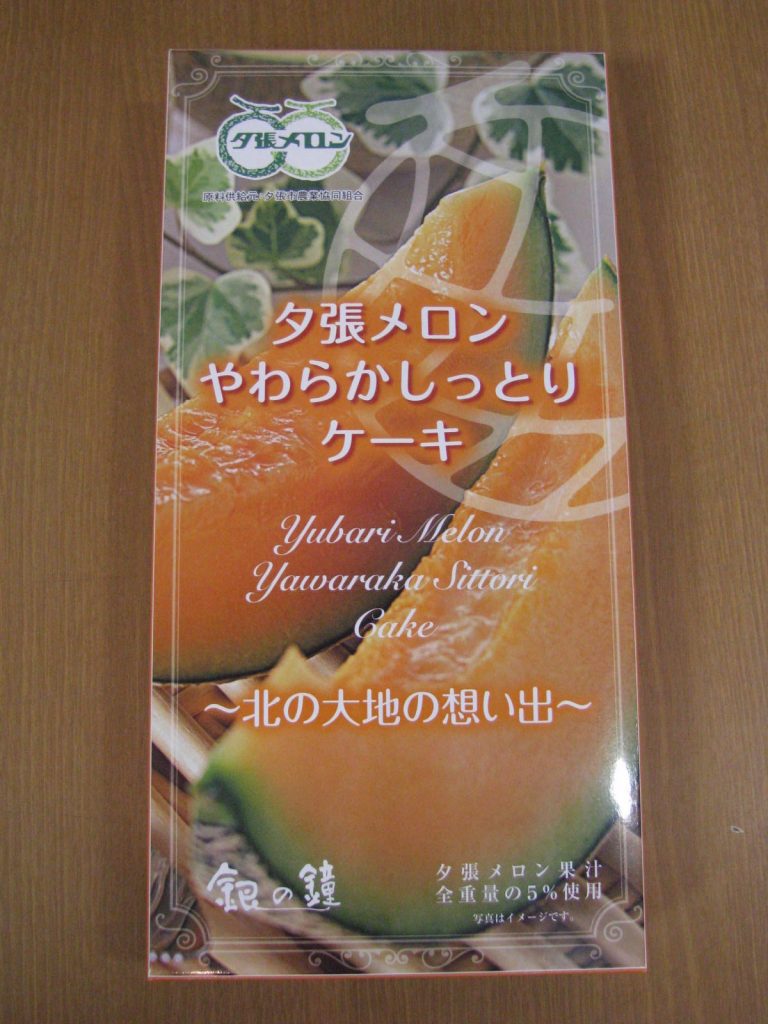 夕張メロン
原料供給元・夕張市農業協同組合
夕張メロン
やわらかしっとり
ケーキ
Yubari Melon
Yawaraka Sittori
Cake
～北の大地の想い出～
銀の鐘
夕張メロン果汁
全重量の5%使用
写真はイメージです。